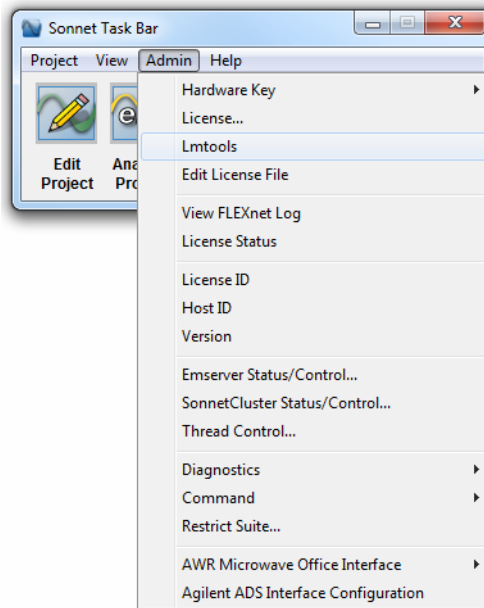 Sonnet Task Bar
Project View Admin Help
Hardware Key
License...
Lmtools
Edit License File
Edit Project
View FLEXnet Log
License Status
License ID
Host ID
Version
Emserver Status/Control...
SonnetCluster Status/Control...
Thread Control...
Diagnostics
Command
Restrict Suite...
AWR Microwave Office Interface
Agilent ADS Interface Configuration